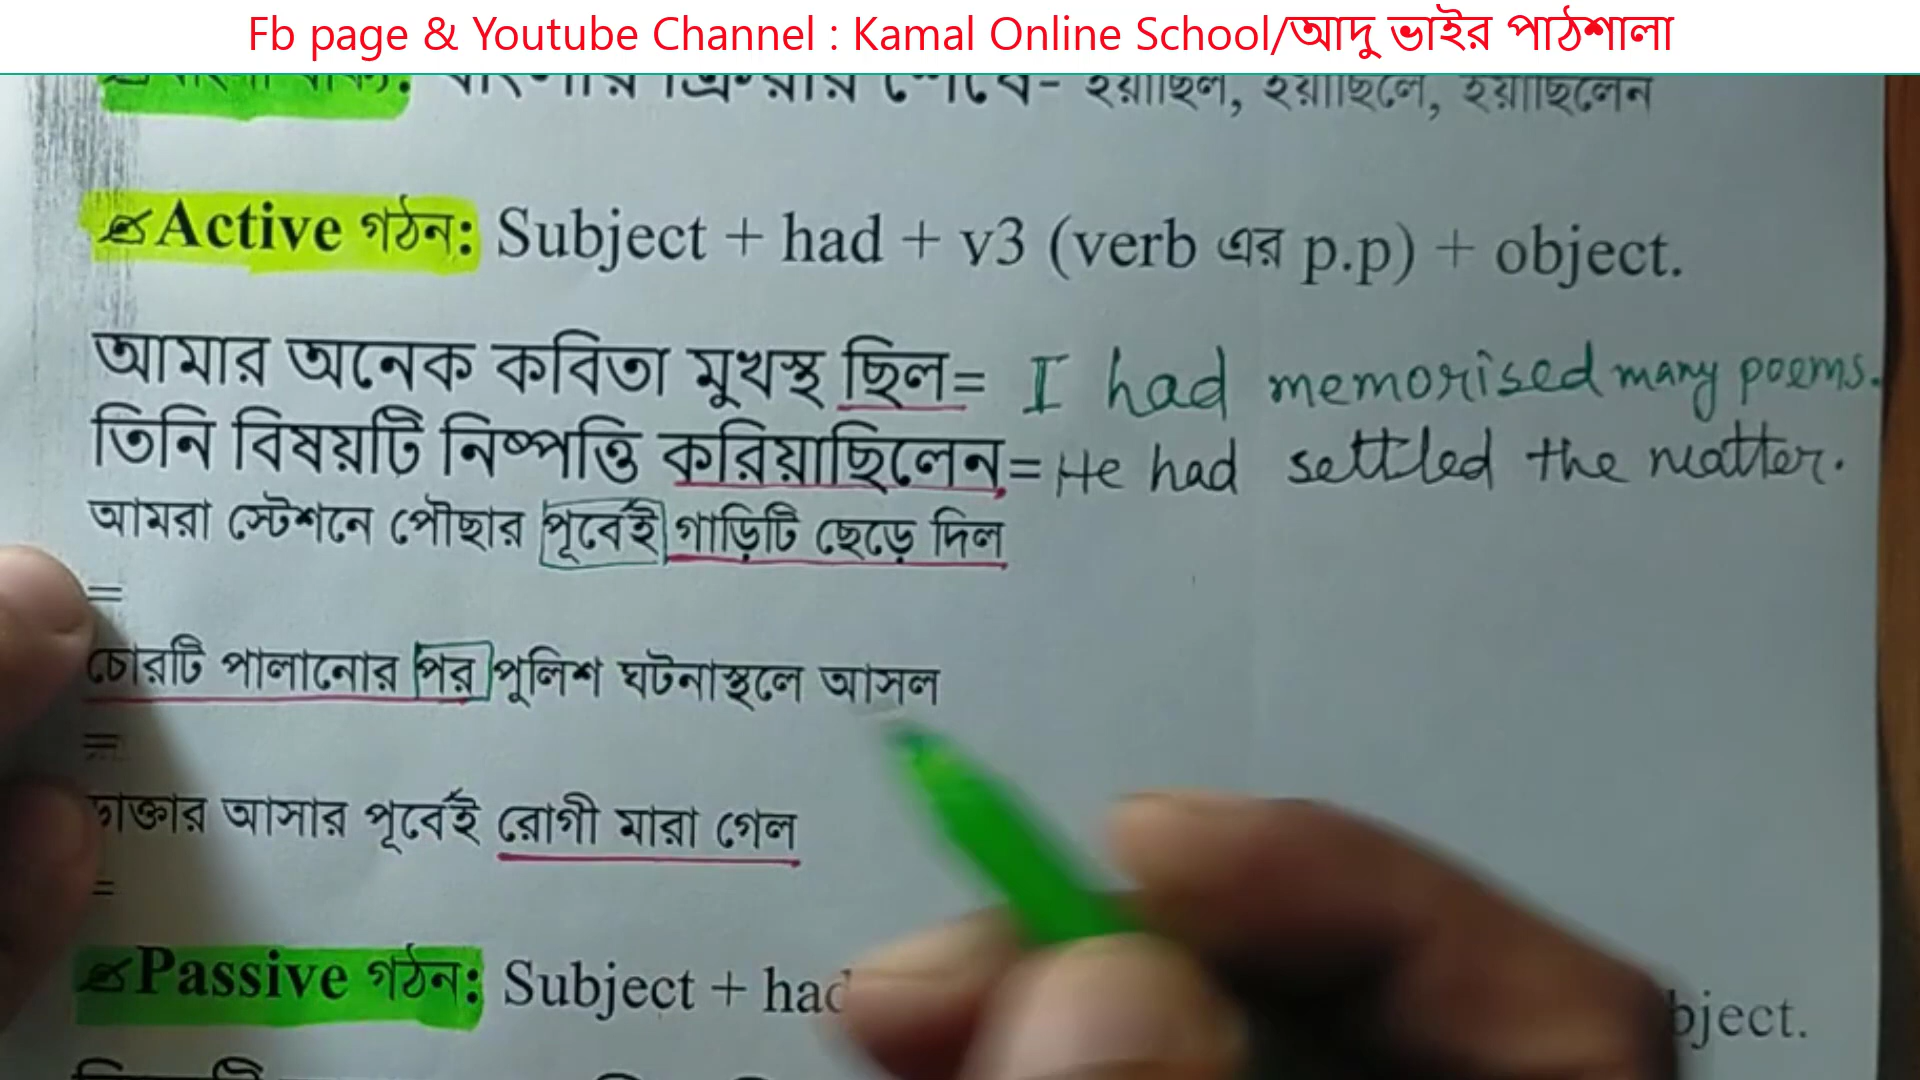 Fb page & Youtube Channel : Kamal Online School/আদু ভাইর পাঠশালা
হয়াছিল, হয়াছিলে, হয়াছিলেন
Active গঠন: Subject + had + v3 (verb এর p.p) + object.
আমার অনেক কবিতা মুখস্থ ছিল= I had memorised many poems.
তিনি বিষয়টি নিষ্পত্তি করিয়াছিলেন= He had settled the matter.
আমরা স্টেশনে পৌছার পূর্বেই গাড়িটি ছেড়ে দিল
=
চোরটি পালানোর পর পুলিশ ঘটনাস্থলে আসল
=
ডাক্তার আসার পূর্বেই রোগী মারা গেল
=
Passive গঠন: Subject + had